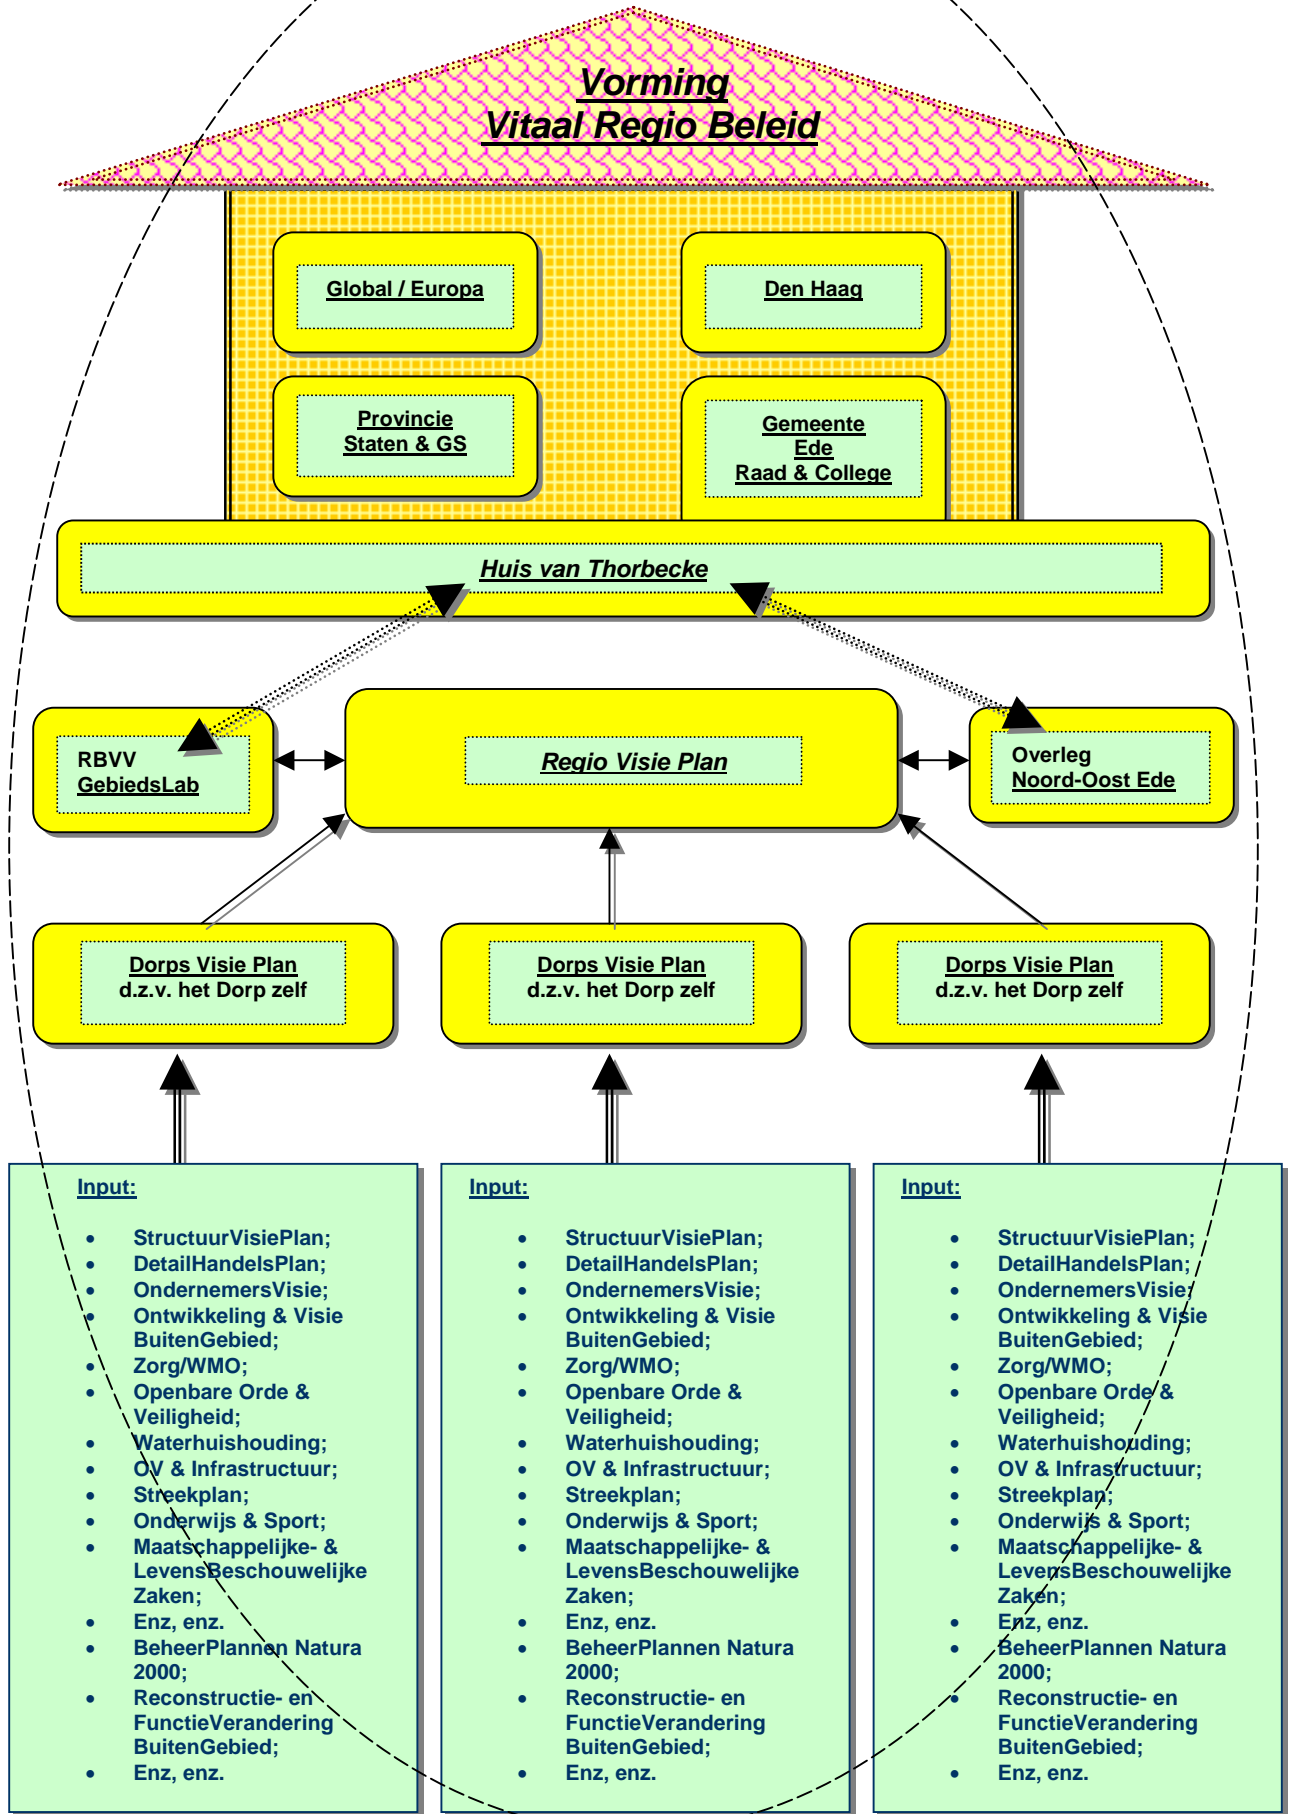 Vorming
Vitaal Regio Beleid
Global / Europa
Den Haag
Provincie
Staten & GS
Gemeente
Ede
Raad & College
Huis van Thorbecke
RBVV
GebiedsLab
Regio Visie Plan
Overleg
Noord-Oost Ede
Dorps Visie Plan
d.z.v. het Dorp zelf
Dorps Visie Plan
d.z.v. het Dorp zelf
Dorps Visie Plan
d.z.v. het Dorp zelf
Input:
• StructuurVisiePlan;
• DetailHandelsPlan;
• OndernemersVisie;
• Ontwikkeling & Visie
BuitenGebied;
• Zorg/WMO;
• Openbare Orde &
Veiligheid;
• Waterhuishouding;
• OV & Infrastructuur;
• Streekplan;
• Onderwijs & Sport;
• Maatschappelijke- &
LevensBeschouwelijke
Zaken;
• Enz, enz.
• BeheerPlannen Natura
2000;
• Reconstructie- en
FunctieVerandering
BuitenGebied;
• Enz, enz.
Input:
• StructuurVisiePlan;
• DetailHandelsPlan;
• OndernemersVisie;
• Ontwikkeling & Visie
BuitenGebied;
• Zorg/WMO;
• Openbare Orde &
Veiligheid;
• Waterhuishouding;
• OV & Infrastructuur;
• Streekplan;
• Onderwijs & Sport;
• Maatschappelijke- &
LevensBeschouwelijke
Zaken;
• Enz, enz.
• BeheerPlannen Natura
2000;
• Reconstructie- en
FunctieVerandering
BuitenGebied;
• Enz, enz.
Input:
• StructuurVisiePlan;
• DetailHandelsPlan;
• OndernemersVisie;
• Ontwikkeling & Visie
BuitenGebied;
• Zorg/WMO;
• Openbare Orde &
Veiligheid;
• Waterhuishouding;
• OV & Infrastructuur;
• Streekplan;
• Onderwijs & Sport;
• Maatschappelijke- &
LevensBeschouwelijke
Zaken;
• Enz, enz.
• BeheerPlannen Natura
2000;
• Reconstructie- en
FunctieVerandering
BuitenGebied;
• Enz, enz.